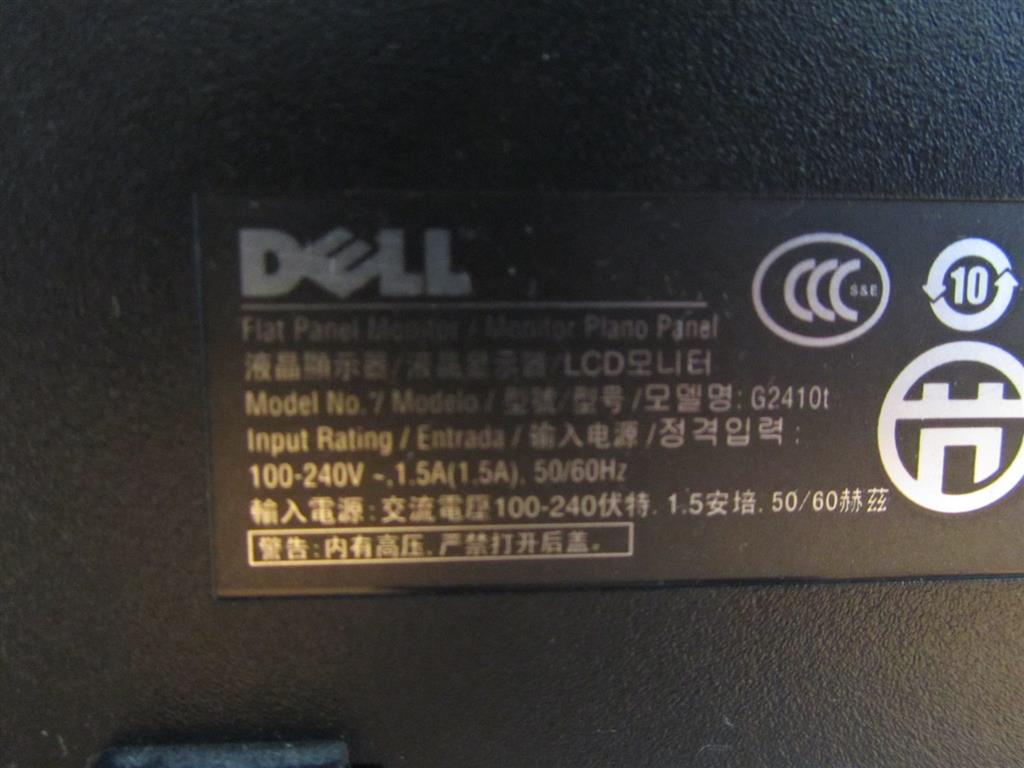 DELL
Flat Panel Monitor / Monitor Plano Panel
液晶顯示器/液晶显示器/LCD모니터
Model No. / Modelo / 型號/型号/모델명: G2410t
Input Rating / Entrada / 输入电源/정격입력:
100-240V ~, 1.5A(1.5A), 50/60Hz
輸入電源: 交流電壓100-240伏特, 1.5安培, 50/60赫茲
警告: 内有高压, 严禁打开后盖。
CCC S&E
10